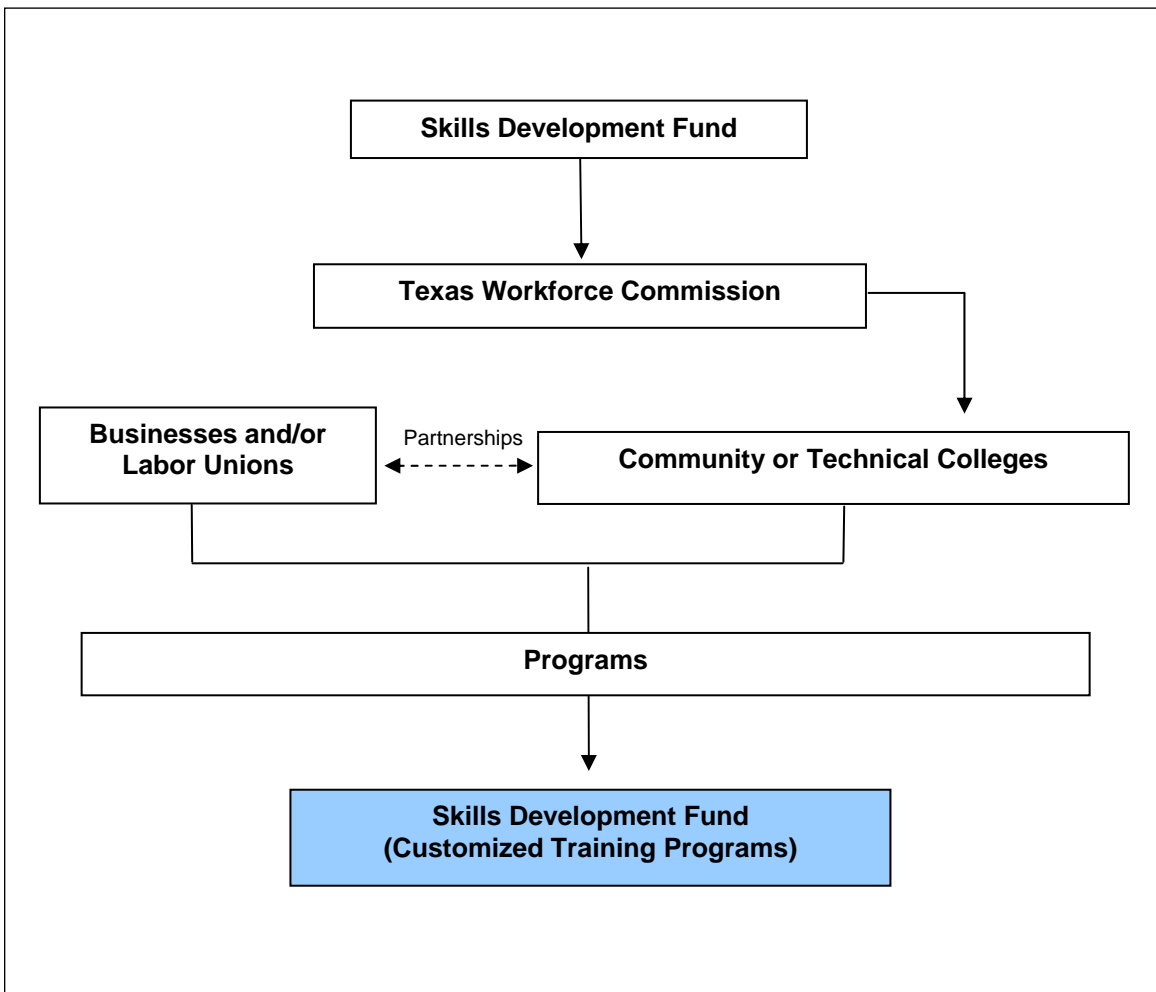 Skills Development Fund
Texas Workforce Commission
Businesses and/or
Labor Unions
Partnerships
Community or Technical Colleges
Programs
Skills Development Fund
(Customized Training Programs)